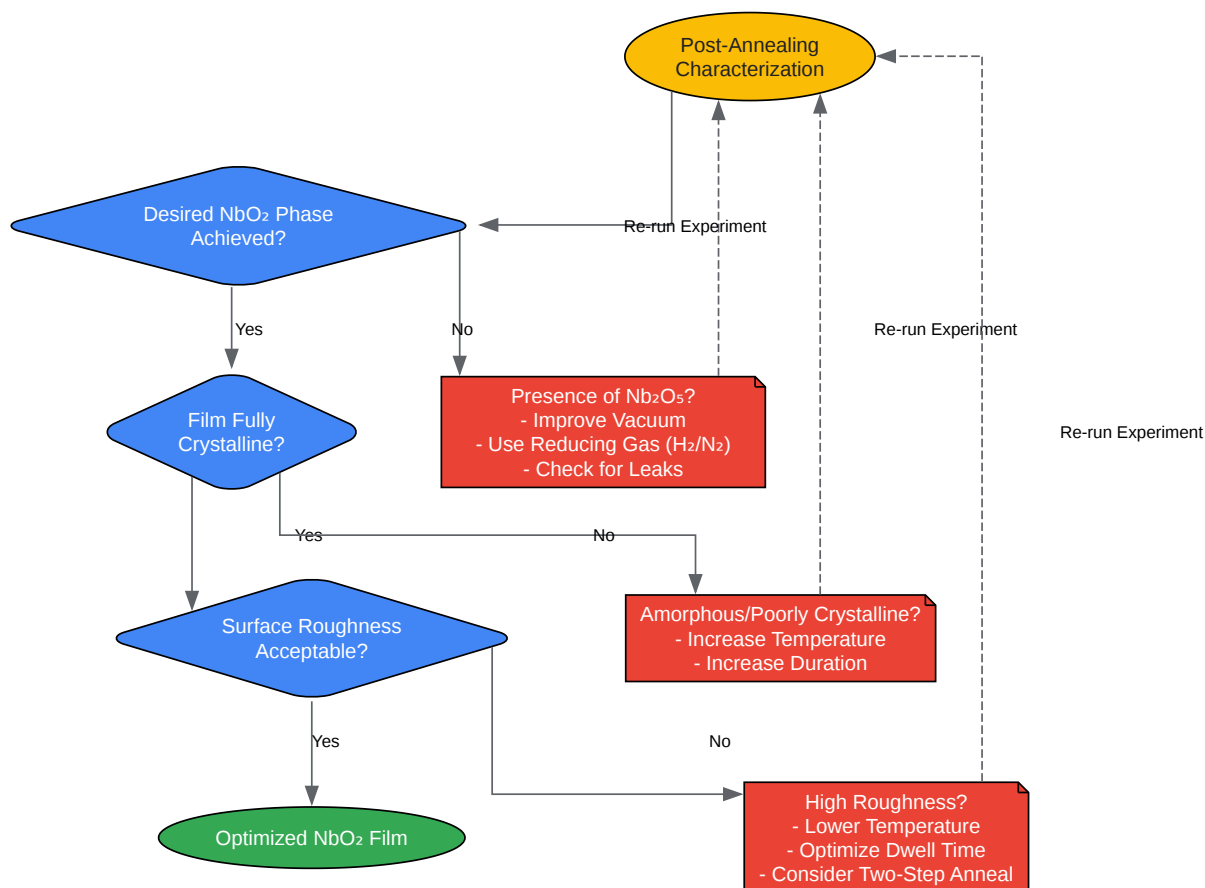 Post-Annealing
Characterization
Desired NbO₂ Phase
Achieved?
Re-run Experiment
Yes
No
Re-run Experiment
Presence of Nb₂O₅?
- Improve Vacuum
- Use Reducing Gas (H₂/N₂)
- Check for Leaks
Film Fully
Crystalline?
Re-run Experiment
Yes
No
Amorphous/Poorly Crystalline?
- Increase Temperature
- Increase Duration
Surface Roughness
Acceptable?
Yes
No
High Roughness?
- Lower Temperature
- Optimize Dwell Time
- Consider Two-Step Anneal
Optimized NbO₂ Film